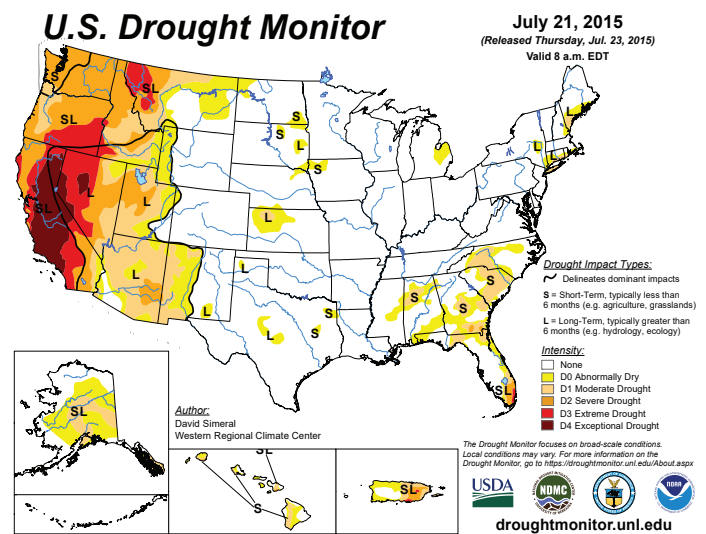 U.S. Drought Monitor
July 21, 2015
(Released Thursday, Jul. 23, 2015)
Valid 8 a.m. EDT
S
SL
SL
SL
L
L
L
S
S
L
S
L
L
L
L
S
S
S
S
S
SL
L
L
L
L
Drought Impact Types:
Delineates dominant impacts
S = Short-Term, typically less than
6 months (e.g. agriculture, grasslands)
L = Long-Term, typically greater than
6 months (e.g. hydrology, ecology)
Intensity:
None
D0 Abnormally Dry
D1 Moderate Drought
D2 Severe Drought
D3 Extreme Drought
D4 Exceptional Drought
SL
Author:
David Simeral
Western Regional Climate Center
SL
S
SL
The Drought Monitor focuses on broad-scale conditions.
Local conditions may vary. For more information on the
Drought Monitor, go to https://droughtmonitor.unl.edu/About.aspx
USDA
NDMC
NOAA
droughtmonitor.unl.edu